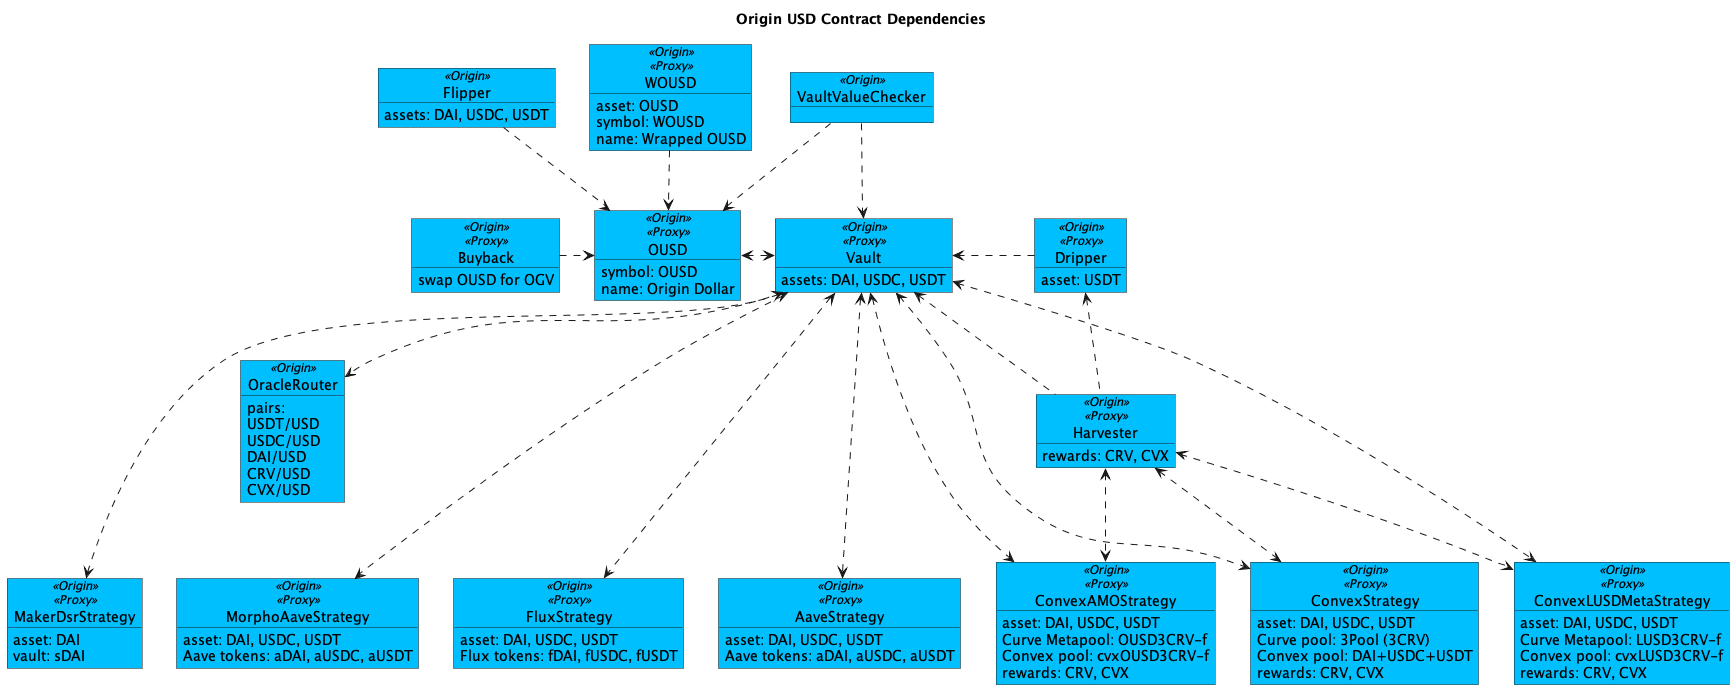 Origin USD Contract Dependencies
«Origin»
Flipper
assets: DAI, USDC, USDT
«Origin»
«Proxy»
WOUSD
asset: OUSD
symbol: WOUSD
name: Wrapped OUSD
«Origin»
VaultValueChecker
«Origin»
«Proxy»
Buyback
swap OUSD for OGV
«Origin»
«Proxy»
OUSD
symbol: OUSD
name: Origin Dollar
«Origin»
«Proxy»
Vault
assets: DAI, USDC, USDT
«Origin»
«Proxy»
Dripper
asset: USDT
«Origin»
OracleRouter
pairs:
USDT/USD
USDC/USD
DAI/USD
CRV/USD
CVX/USD
«Origin»
«Proxy»
Harvester
rewards: CRV, CVX
«Origin»
«Proxy»
MakerDsrStrategy
asset: DAI
vault: sDAI
«Origin»
«Proxy»
MorphoAaveStrategy
asset: DAI, USDC, USDT
Aave tokens: aDAI, aUSDC, aUSDT
«Origin»
«Proxy»
FluxStrategy
asset: DAI, USDC, USDT
Flux tokens: fDAI, fUSDC, fUSDT
«Origin»
«Proxy»
AaveStrategy
asset: DAI, USDC, USDT
Aave tokens: aDAI, aUSDC, aUSDT
«Origin»
«Proxy»
ConvexAMOStrategy
asset: DAI, USDC, USDT
Curve Metapool: OUSD3CRV-f
Convex pool: cvxOUSD3CRV-f
rewards: CRV, CVX
«Origin»
«Proxy»
ConvexStrategy
asset: DAI, USDC, USDT
Curve pool: 3Pool (3CRV)
Convex pool: DAI+USDC+USDT
rewards: CRV, CVX
«Origin»
«Proxy»
ConvexLUSDMetaStrategy
asset: DAI, USDC, USDT
Curve Metapool: LUSD3CRV-f
Convex pool: cvxLUSD3CRV-f
rewards: CRV, CVX